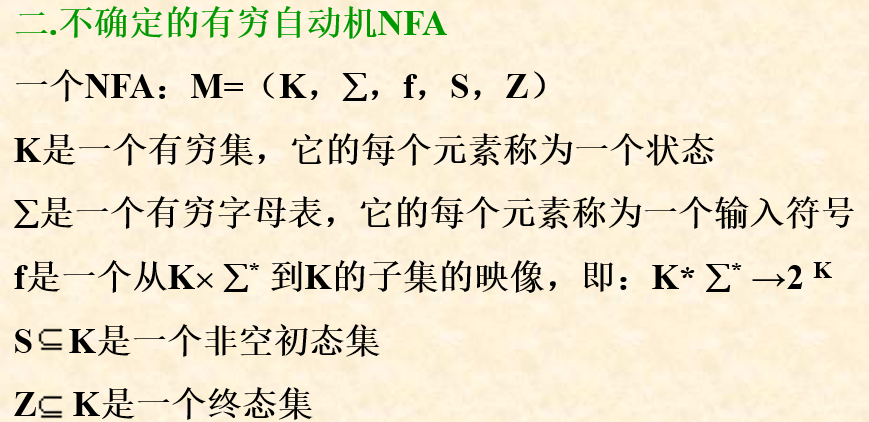 二.不确定的有穷自动机NFA
一个NFA：M=（K，∑，f，S，Z）
K是一个有穷集，它的每个元素称为一个状态
∑是一个有穷字母表，它的每个元素称为一个输入符号
f是一个从K× ∑* 到K的子集的映像，即：K* ∑* →2 ᴷ
S⊆K是一个非空初态集
Z⊆ K是一个终态集